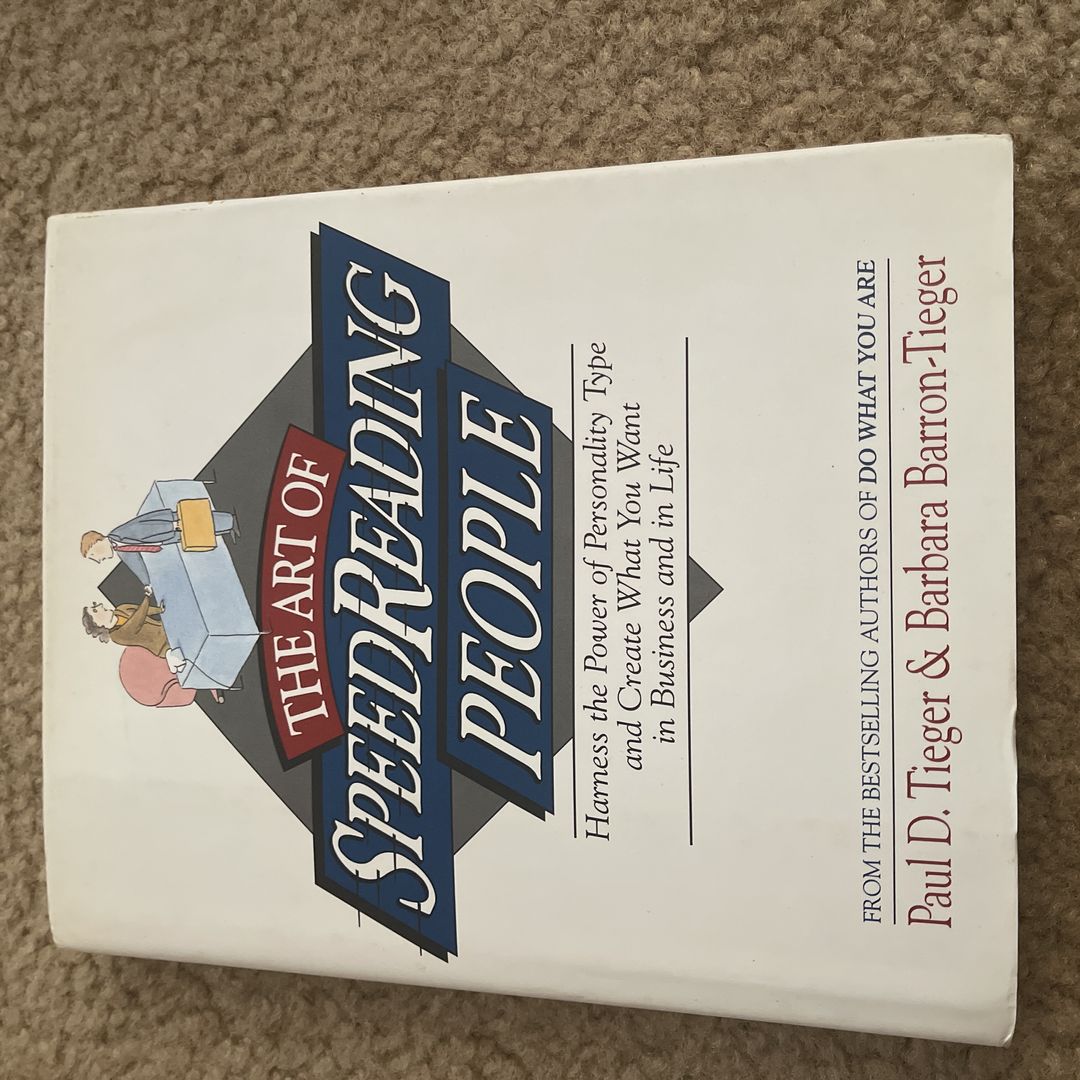 THE ART OF
SPEEDREADING
PEOPLE
Harness the Power of Personality Type
and Create What You Want
in Business and in Life
FROM THE BESTSELLING AUTHORS OF DO WHAT YOU ARE
Paul D. Tieger & Barbara Barron-Tieger